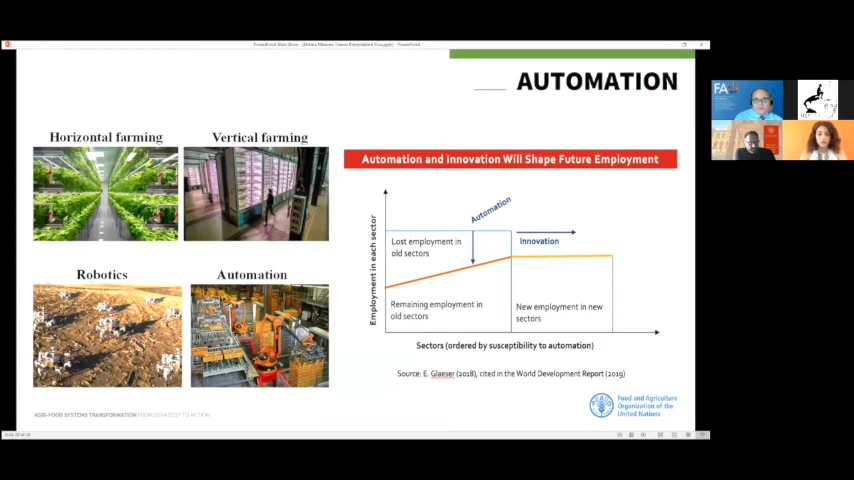 AUTOMATION
Horizontal farming
Vertical farming
Robotics
Automation
Automation and Innovation Will Shape Future Employment
Employment in each sector
Automation
Innovation
Lost employment in
old sectors
Remaining employment in
old sectors
New employment in new
sectors
Sectors (ordered by susceptibility to automation)
Source: E. Glaeser (2018), cited in the World Development Report (2019)
Food and Agriculture
Organization of the
United Nations
AGRI-FOOD SYSTEMS TRANSFORMATION FROM STRATEGY TO ACTION